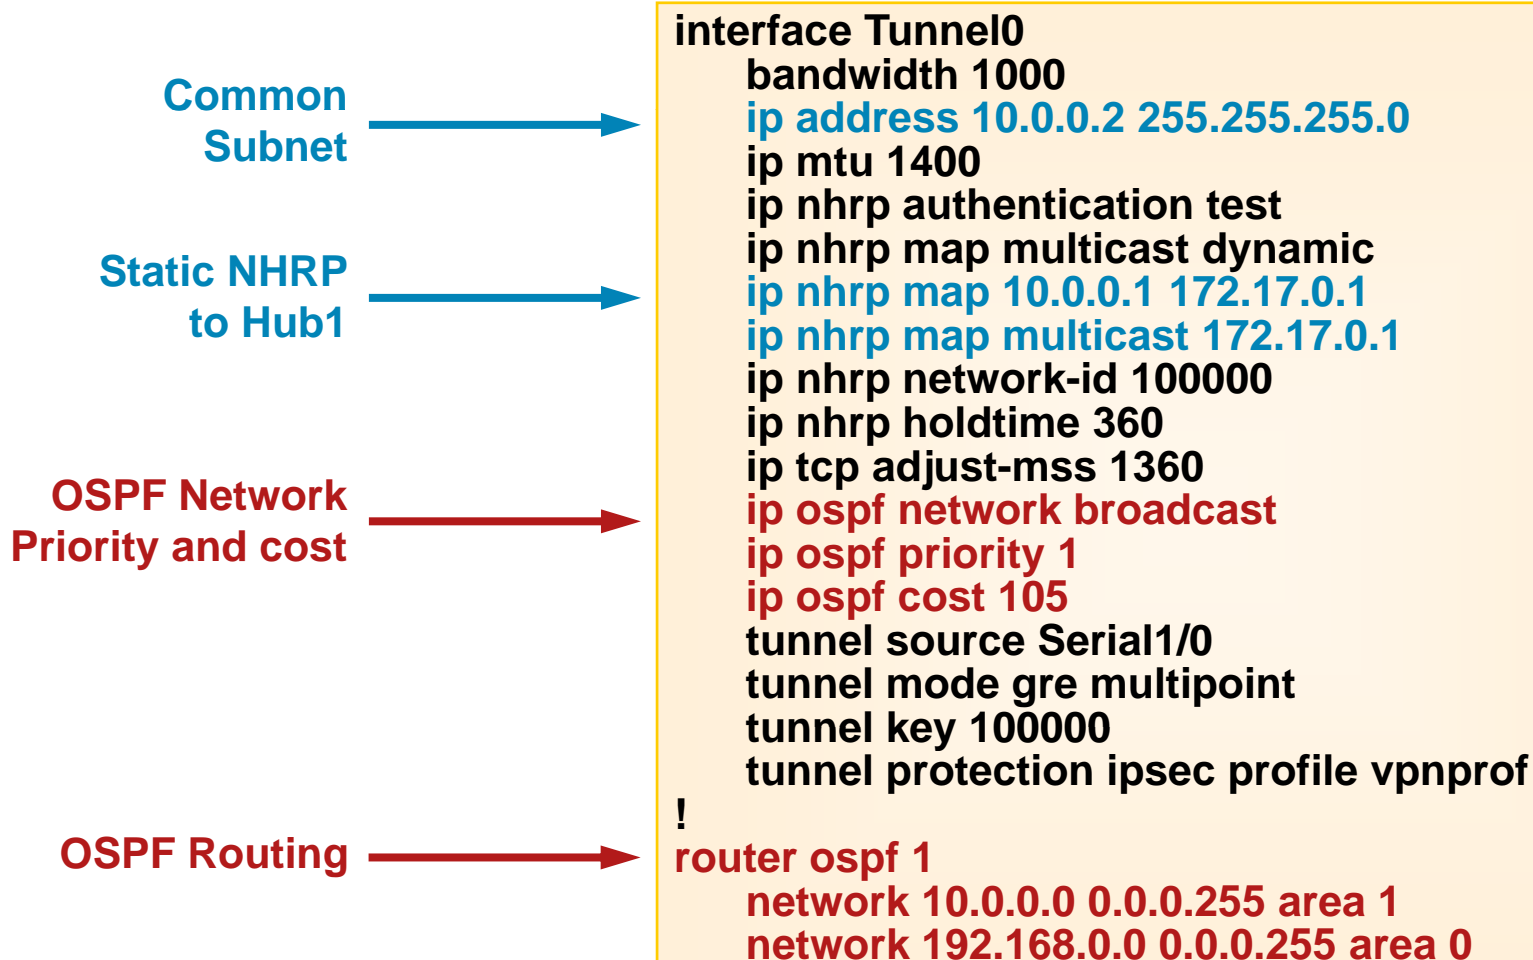 Common
Subnet
Static NHRP
to Hub1
OSPF Network
Priority and cost
OSPF Routing
interface Tunnel0
bandwidth 1000
ip address 10.0.0.2 255.255.255.0
ip mtu 1400
ip nhrp authentication test
ip nhrp map multicast dynamic
ip nhrp map 10.0.0.1 172.17.0.1
ip nhrp map multicast 172.17.0.1
ip nhrp network-id 100000
ip nhrp holdtime 360
ip tcp adjust-mss 1360
ip ospf network broadcast
ip ospf priority 1
ip ospf cost 105
tunnel source Serial1/0
tunnel mode gre multipoint
tunnel key 100000
tunnel protection ipsec profile vpnprof
!
router ospf 1
network 10.0.0.0 0.0.0.255 area 1
network 192.168.0.0 0.0.0.255 area 0